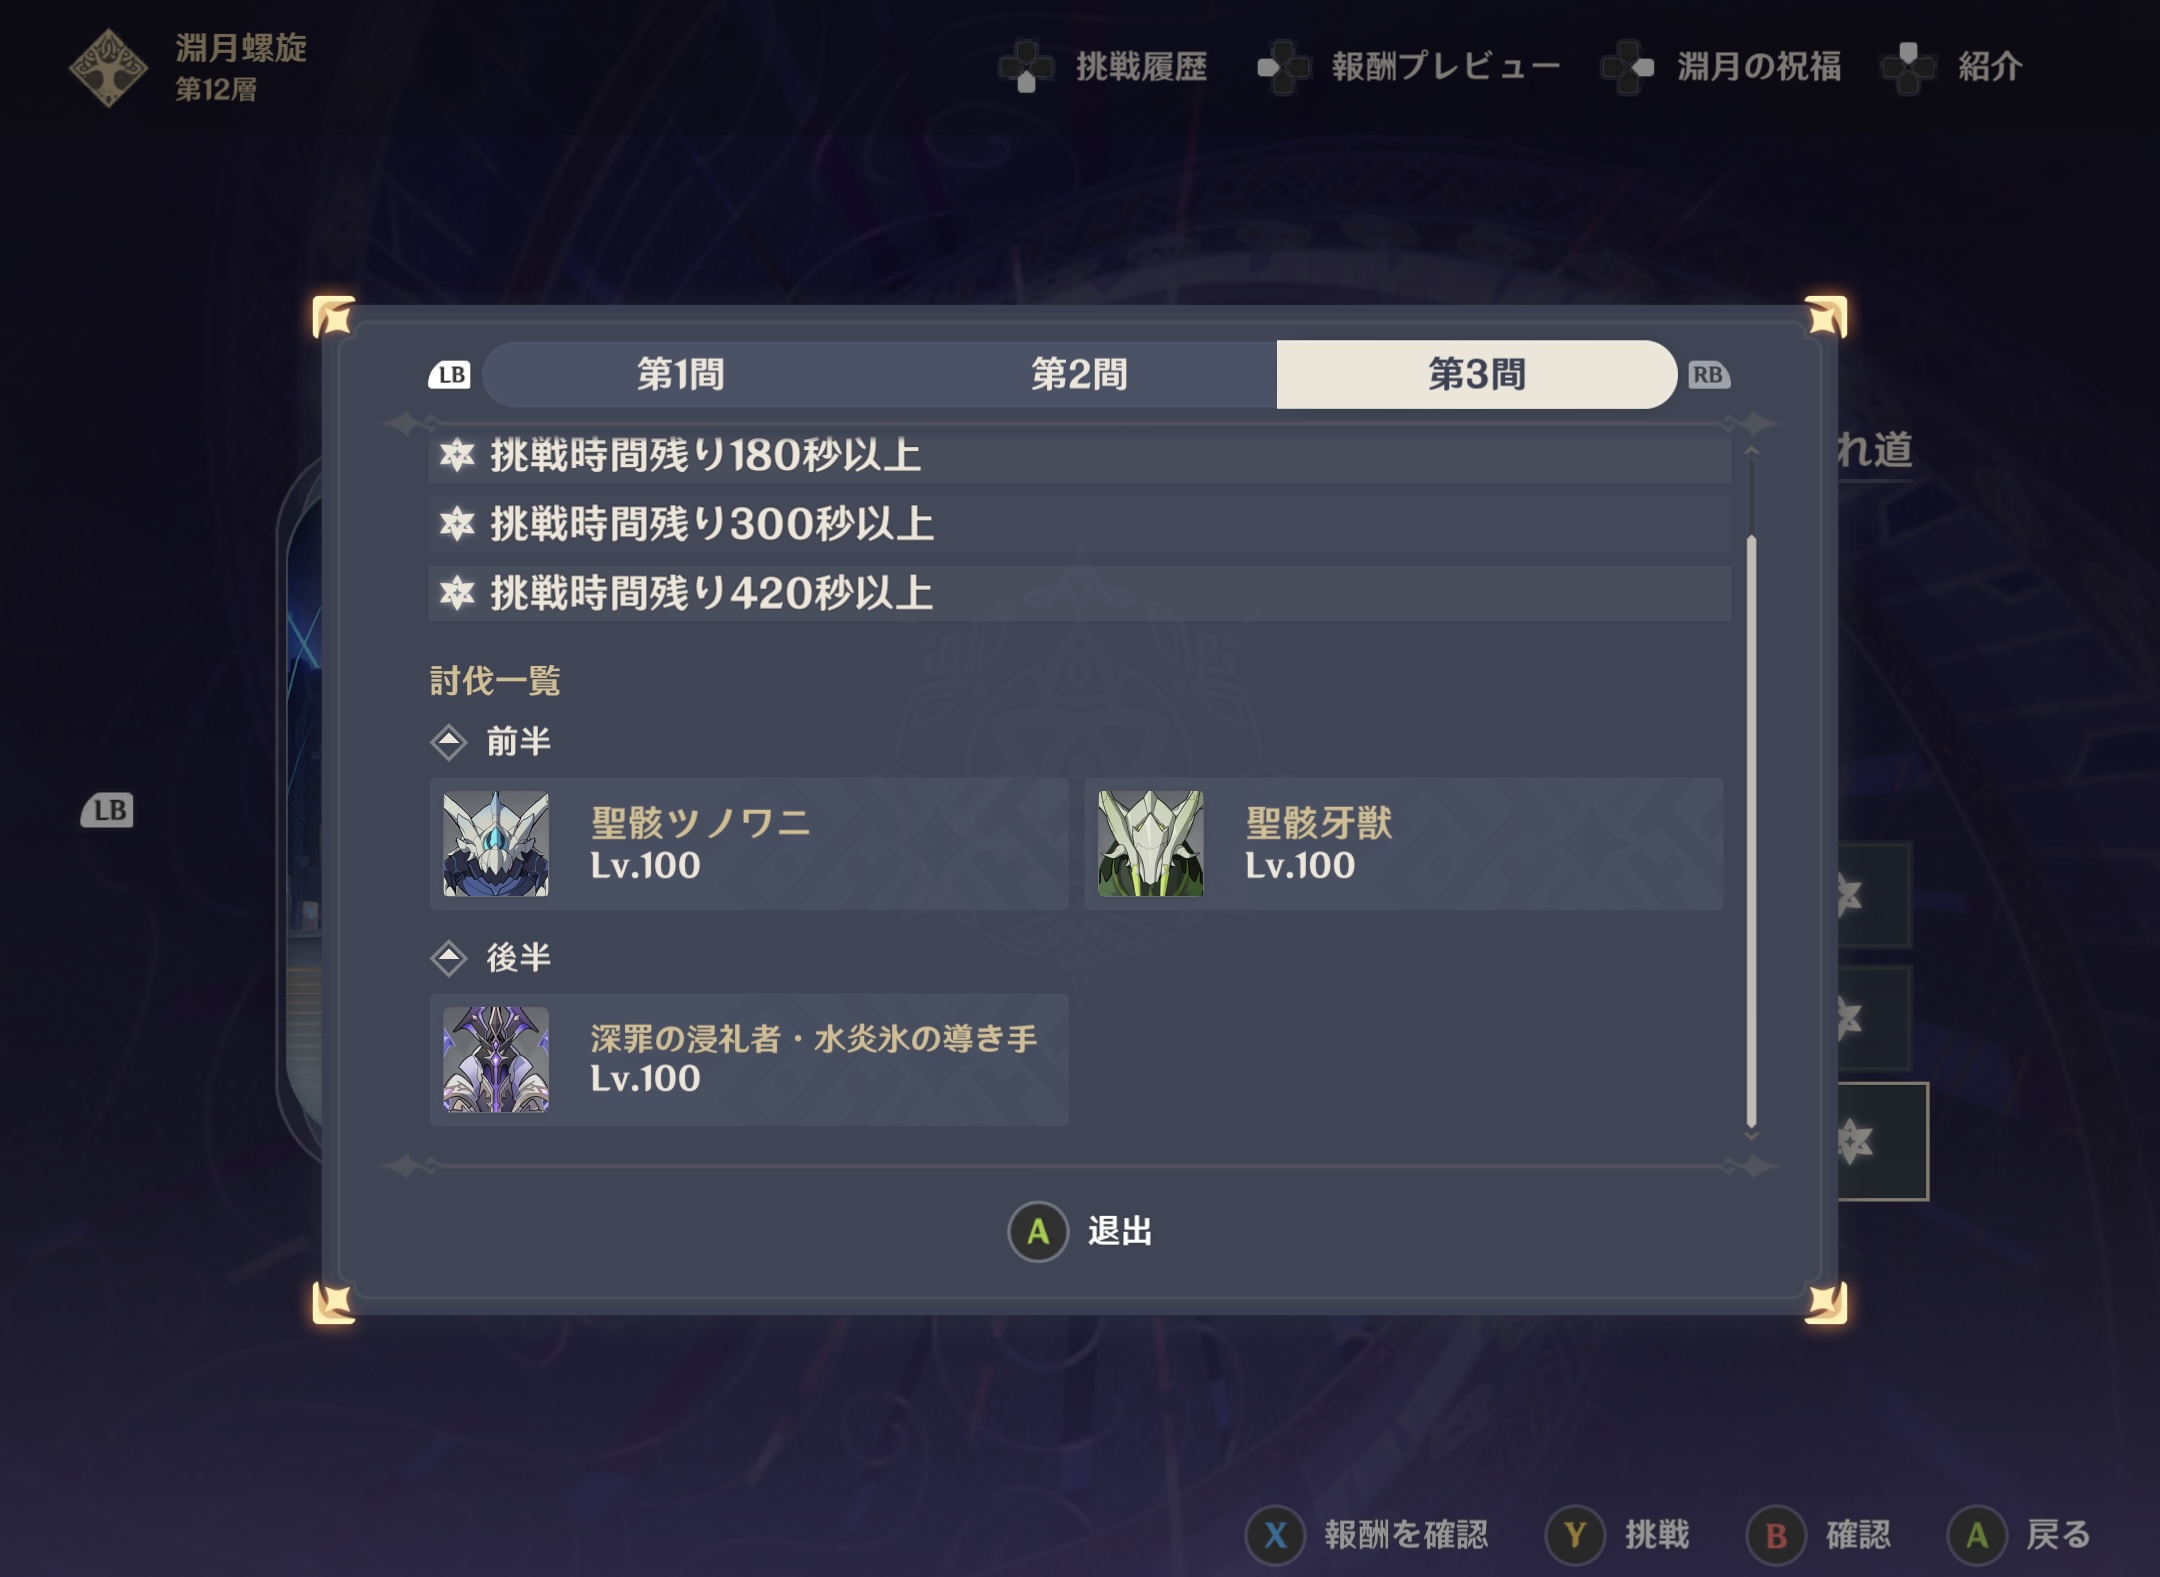 淵月螺旋
第12層
挑戦履歴
報酬プレビュー
淵月の祝福
紹介
LB
第1間
第2間
第3間
RB
挑戦時間残り180秒以上
挑戦時間残り300秒以上
挑戦時間残り420秒以上
れ道
討伐一覧
前半
聖骸ツノワニ
Lv.100
聖骸牙獣
Lv.100
LB
後半
深罪の浸礼者・水炎氷の導き手
Lv.100
A 退出
X 報酬を確認
Y 挑戦
B 確認
A 戻る